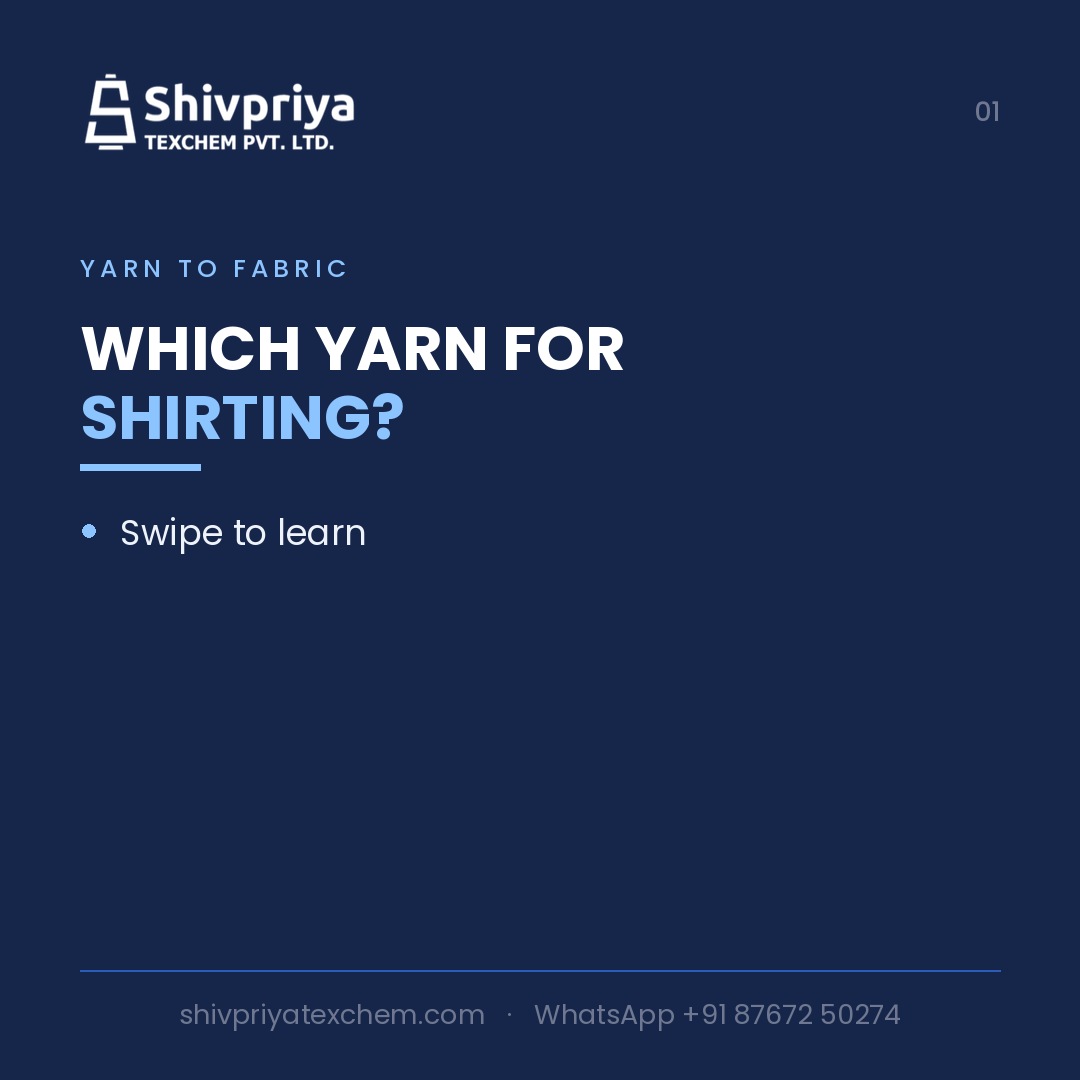 Shivpriya
TEXCHEM PVT. LTD.
01
YARN TO FABRIC
WHICH YARN FOR
SHIRTING?
• Swipe to learn
shivpriyatexchem.com · WhatsApp +91 87672 50274